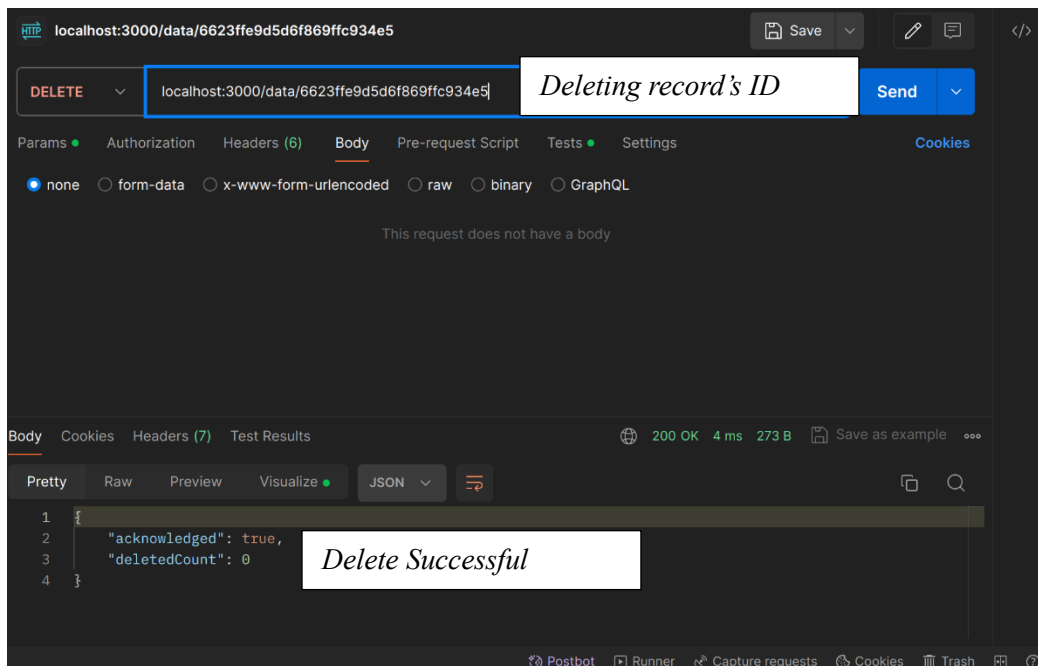 HTTP localhost:3000/data/6623ffe9d5d6f869ffc934e5 Save </>
DELETE localhost:3000/data/6623ffe9d5d6f869ffc934e5 Deleting record's ID Send
Params Authorization Headers (6) Body Pre-request Script Tests Settings Cookies
none form-data x-www-form-urlencoded raw binary GraphQL
This request does not have a body
Body Cookies Headers (7) Test Results 200 OK 4 ms 273 B Save as example
Pretty Raw Preview Visualize JSON
1 {
2 "acknowledged": true,
3 "deletedCount": 0
Delete Successful
4 }
Postbot Runner Capture requests Cookies Trash